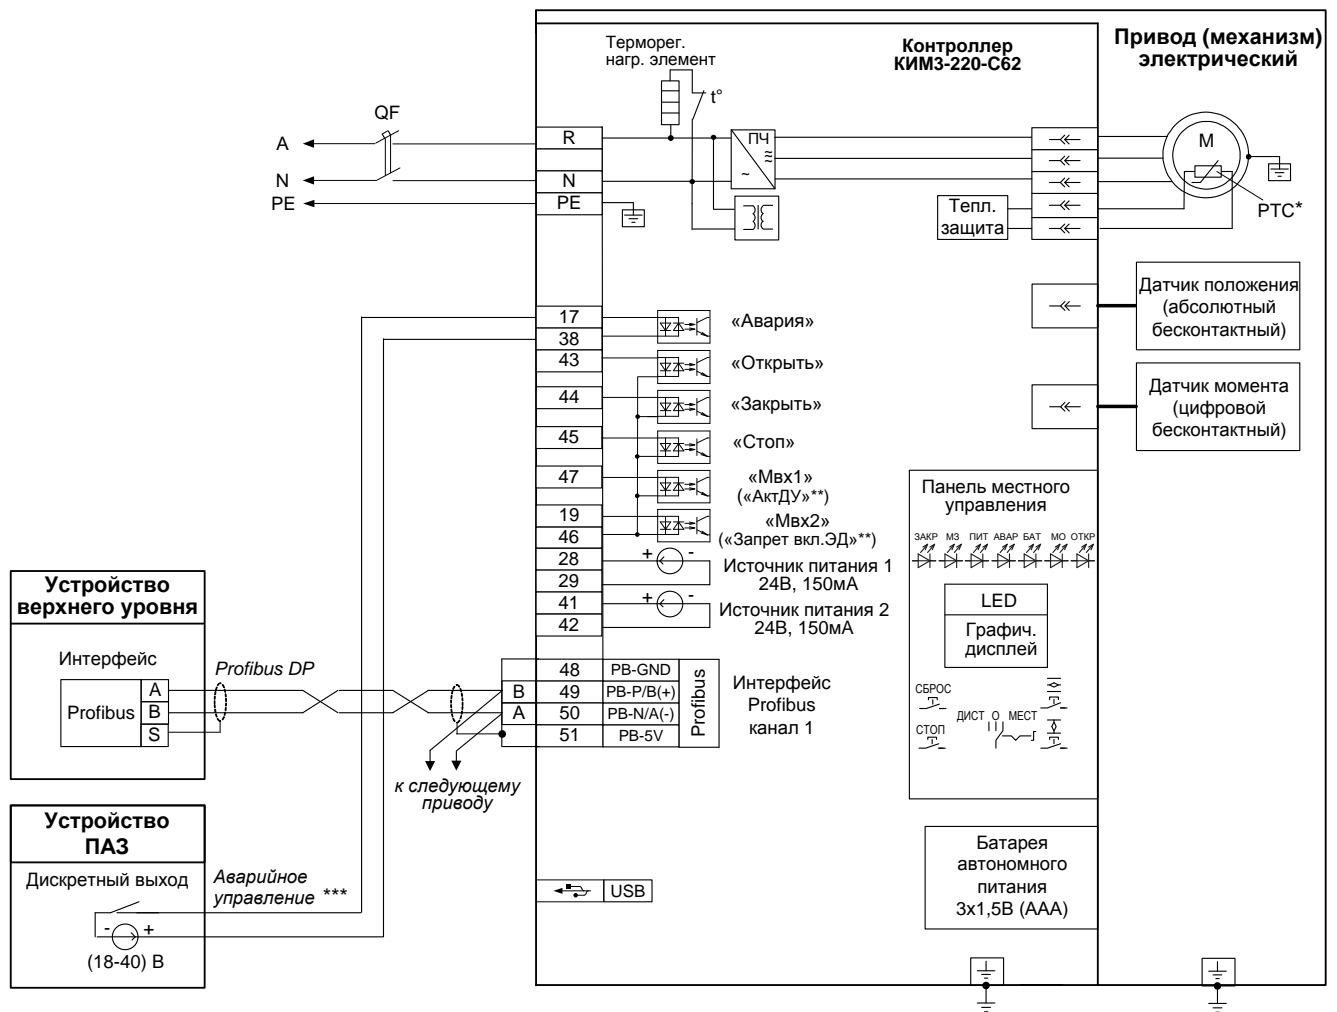 Терморег.
нагр. элемент
Контроллер
КИМ3-220-С62
Привод (механизм)
электрический
t°
QF
A
N
PE
R
N
PE
ПЧ
~
M
PTC*
Тепл.
защита
Датчик положения
(абсолютный
бесконтактный)
Датчик момента
(цифровой
бесконтактный)
17
38
«Авария»
43
«Открыть»
44
«Закрыть»
45
«Стоп»
47
«Мвх1»
(«АктДУ»**)
19
46
«Мвх2»
(«Запрет вкл.ЭД»**)
28
29
+ -
Источник питания 1
24В, 150мА
41
42
+ -
Источник питания 2
24В, 150мА
Панель местного
управления
ЗАКР МЗ ПИТ АВАР БАТ МО ОТКР
LED
Графич.
дисплей
СБРОС
СТОП
ДИСТ О МЕСТ
Устройство
верхнего уровня
Интерфейс
Profibus
A
B
S
Profibus DP
B
A
48 PB-GND
49 PB-P/B(+)
50 PB-N/A(-)
51 PB-5V
Profibus
Интерфейс
Profibus
канал 1
к следующему
приводу
Устройство
ПАЗ
Дискретный выход
- +
(18-40) В
Аварийное
управление ***
USB
Батарея
автономного
питания
3x1,5В (ААА)